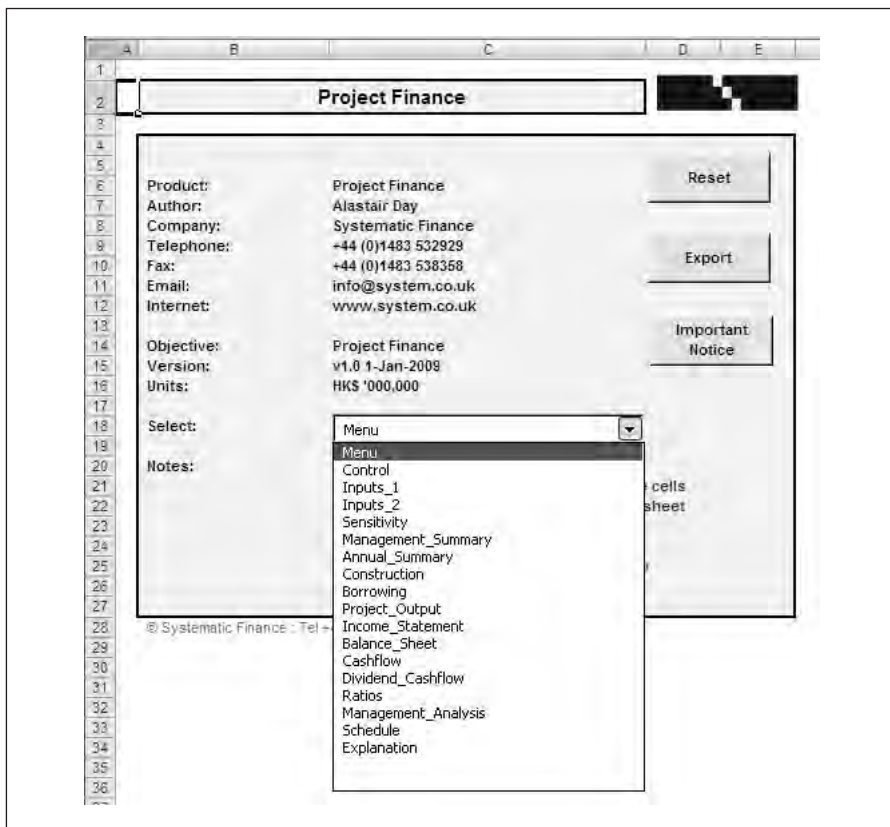 A B C D E
1
2 Project Finance
3
4
5
Reset
6 Product: Project Finance
7 Author: Alastair Day
8 Company: Systematic Finance
9 Telephone: +44 (0)1483 532929
Export
10 Fax: +44 (0)1483 538358
11 Email: info@system.co.uk
12 Internet: www.system.co.uk
13
Important Notice
14 Objective: Project Finance
15 Version: v1.0 1-Jan-2009
16 Units: HK$ '000,000
17
18 Select: Menu
19 Menu
20 Notes: Control
21 Inputs_1 cells
22 Inputs_2 sheet
23 Sensitivity
24 Management_Summary
25 Annual_Summary
Construction
26 Borrowing
27 Project_Output
28 © Systematic Finance : Tel + Income_Statement
29 Balance_Sheet
30 Cashflow
31 Dividend_Cashflow
Ratios
32 Management_Analysis
33 Schedule
34 Explanation
35
36